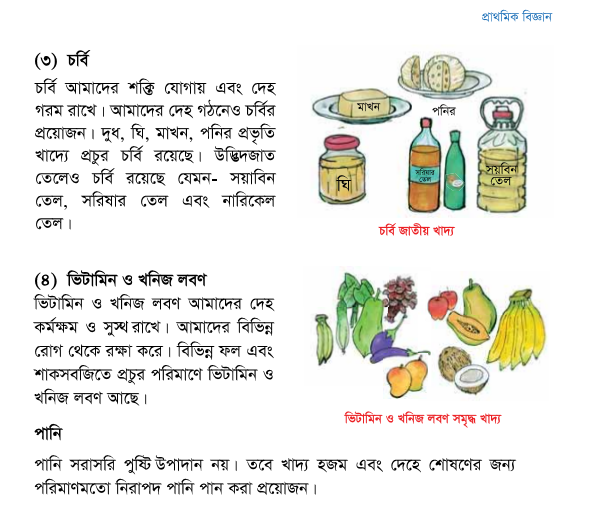 প্রাথমিক বিজ্ঞান
(৩) চর্বি
চর্বি আমাদের শক্তি যোগায় এবং দেহ
গরম রাখে। আমাদের দেহ গঠনেও চর্বির
প্রয়োজন। দুধ, ঘি, মাখন, পনির প্রভৃতি
খাদ্যে প্রচুর চর্বি রয়েছে। উদ্ভিদজাত
তেলেও চর্বি রয়েছে যেমন- সয়াবিন
তেল, সরিষার তেল এবং নারিকেল
তেল।
মাখন
পনির
ঘি
সরিষার
তেল
সয়বিন
তেল
চর্বি জাতীয় খাদ্য
(৪) ভিটামিন ও খনিজ লবণ
ভিটামিন ও খনিজ লবণ আমাদের দেহ
কর্মক্ষম ও সুস্থ রাখে। আমাদের বিভিন্ন
রোগ থেকে রক্ষা করে। বিভিন্ন ফল এবং
শাকসবজিতে প্রচুর পরিমাণে ভিটামিন ও
খনিজ লবণ আছে।
ভিটামিন ও খনিজ লবণ সমৃদ্ধ খাদ্য
পানি
পানি সরাসরি পুষ্টি উপাদান নয়। তবে খাদ্য হজম এবং দেহে শোষণের জন্য
পরিমাণমতো নিরাপদ পানি পান করা প্রয়োজন।